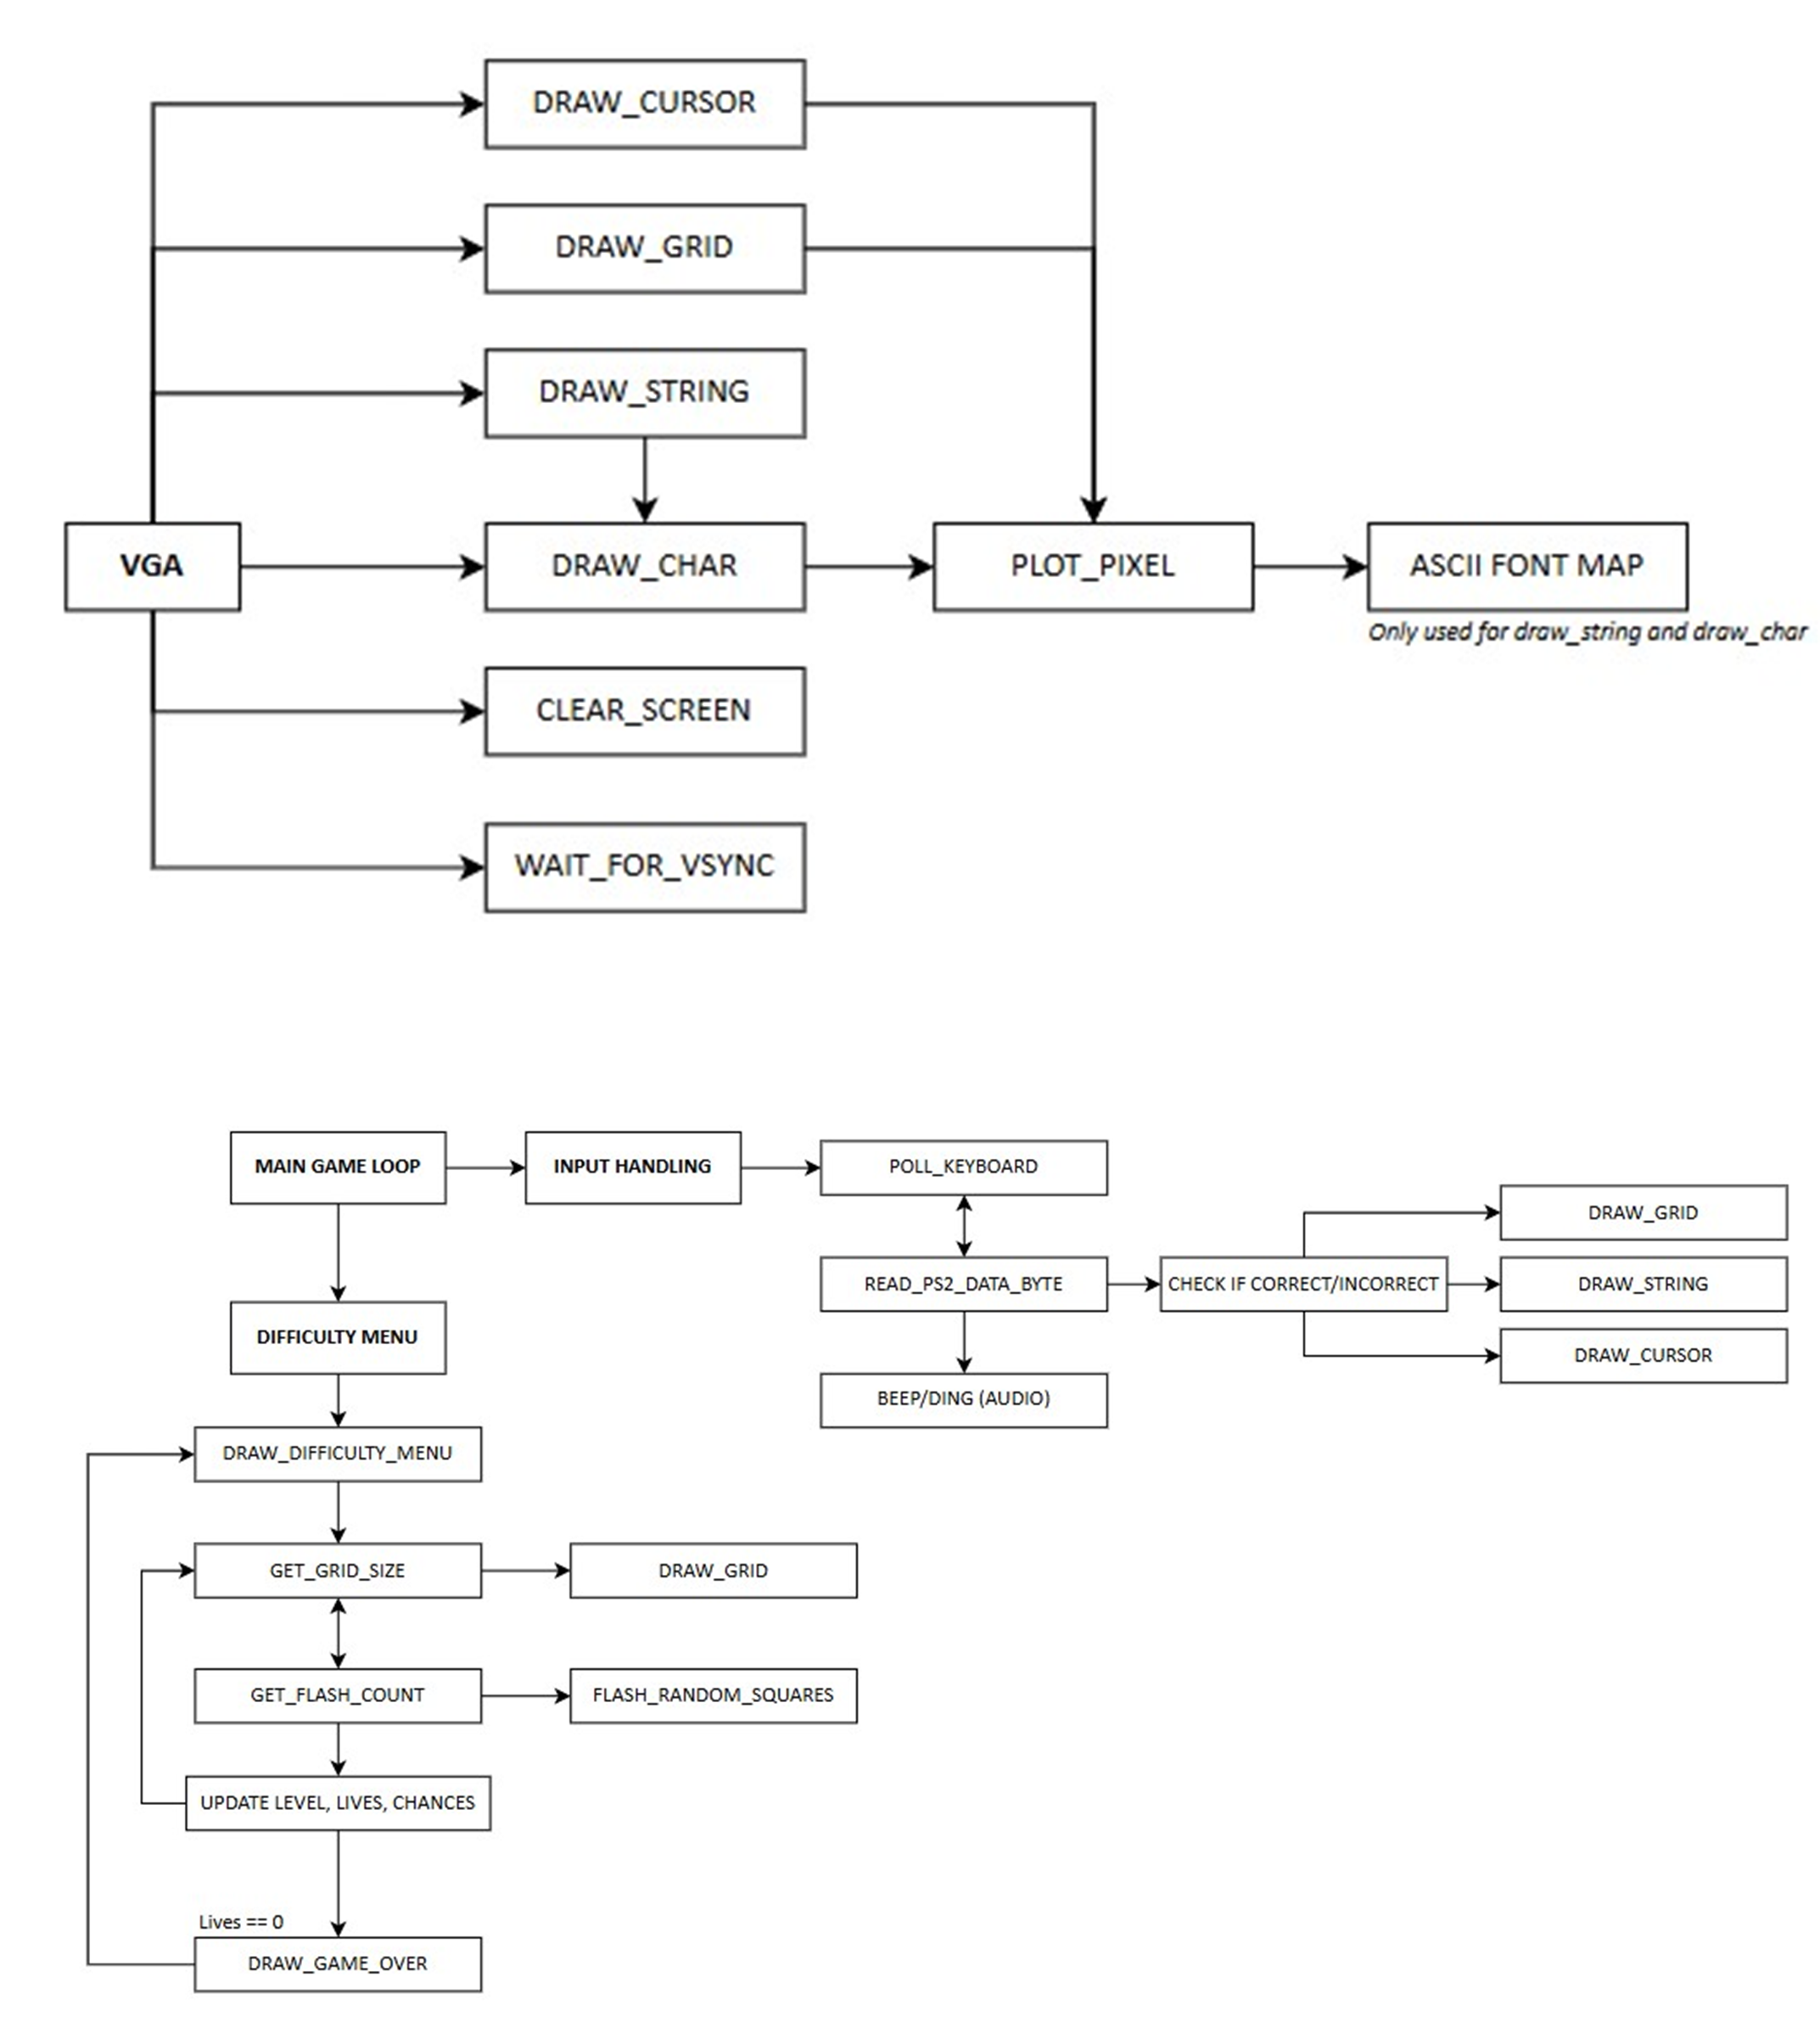 DRAW_CURSOR
DRAW_GRID
DRAW_STRING
VGA
DRAW_CHAR
PLOT_PIXEL
ASCII FONT MAP
Only used for draw_string and draw_char
CLEAR_SCREEN
WAIT_FOR_VSYNC
MAIN GAME LOOP
INPUT HANDLING
POLL_KEYBOARD
DRAW_GRID
READ_PS2_DATA_BYTE
CHECK IF CORRECT/INCORRECT
DRAW_STRING
DIFFICULTY MENU
DRAW_CURSOR
BEEP/DING (AUDIO)
DRAW_DIFFICULTY_MENU
GET_GRID_SIZE
DRAW_GRID
GET_FLASH_COUNT
FLASH_RANDOM_SQUARES
UPDATE LEVEL, LIVES, CHANCES
Lives == 0
DRAW_GAME_OVER